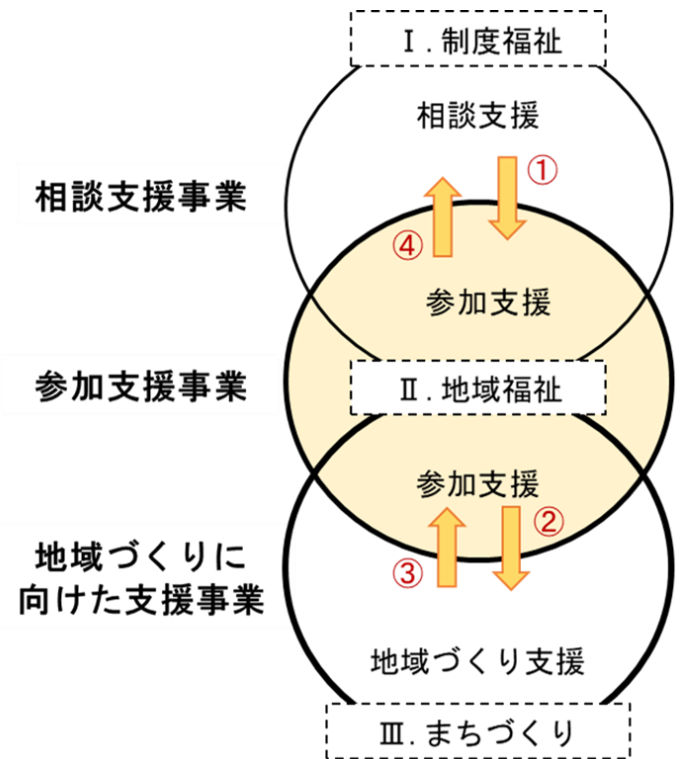 Ⅰ.制度福祉
相談支援
①
相談支援事業
④
参加支援
参加支援事業
Ⅱ.地域福祉
参加支援
②
地域づくりに
向けた支援事業
③
地域づくり支援
Ⅲ.まちづくり